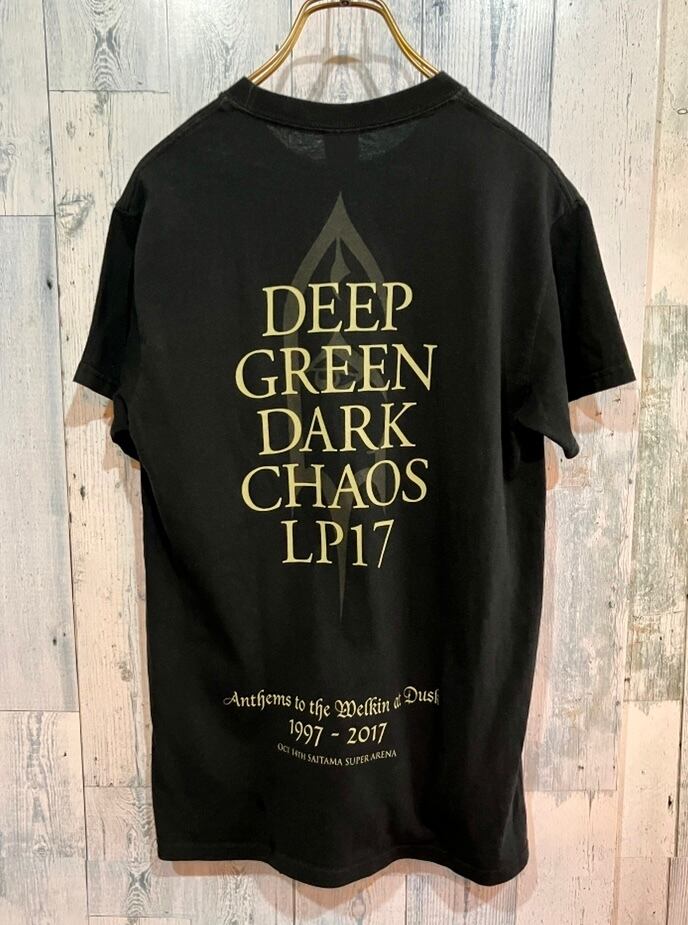 DEEP
GREEN
DARK
CHAOS
LP17
Anthems to the Welkin at Dusk
1997 - 2017
OCT 14TH SAITAMA SUPER ARENA